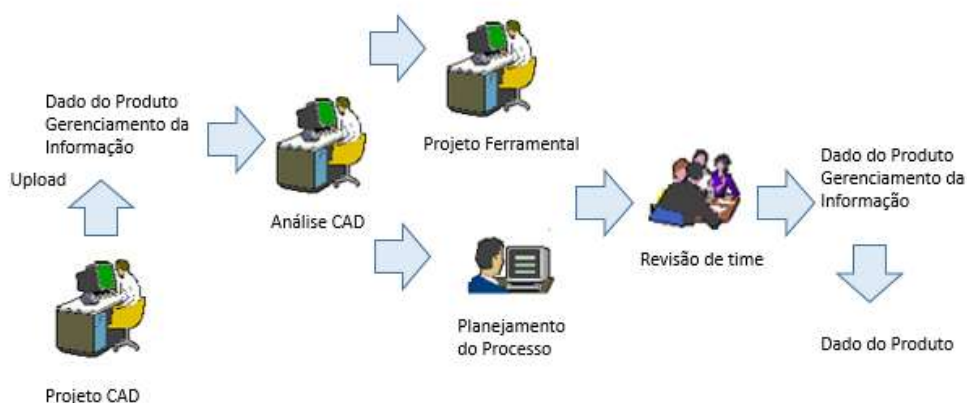 Dado do Produto
Gerenciamento da
Informação
Upload
Projeto CAD
Análise CAD
Projeto Ferramental
Planejamento
do Processo
Revisão de time
Dado do Produto
Gerenciamento da
Informação
Dado do Produto